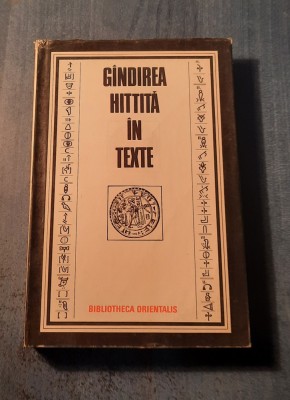 GÎNDIREA
HITTITĂ
ÎN
TEXTE
BIBLIOTHECA ORIENTALIS